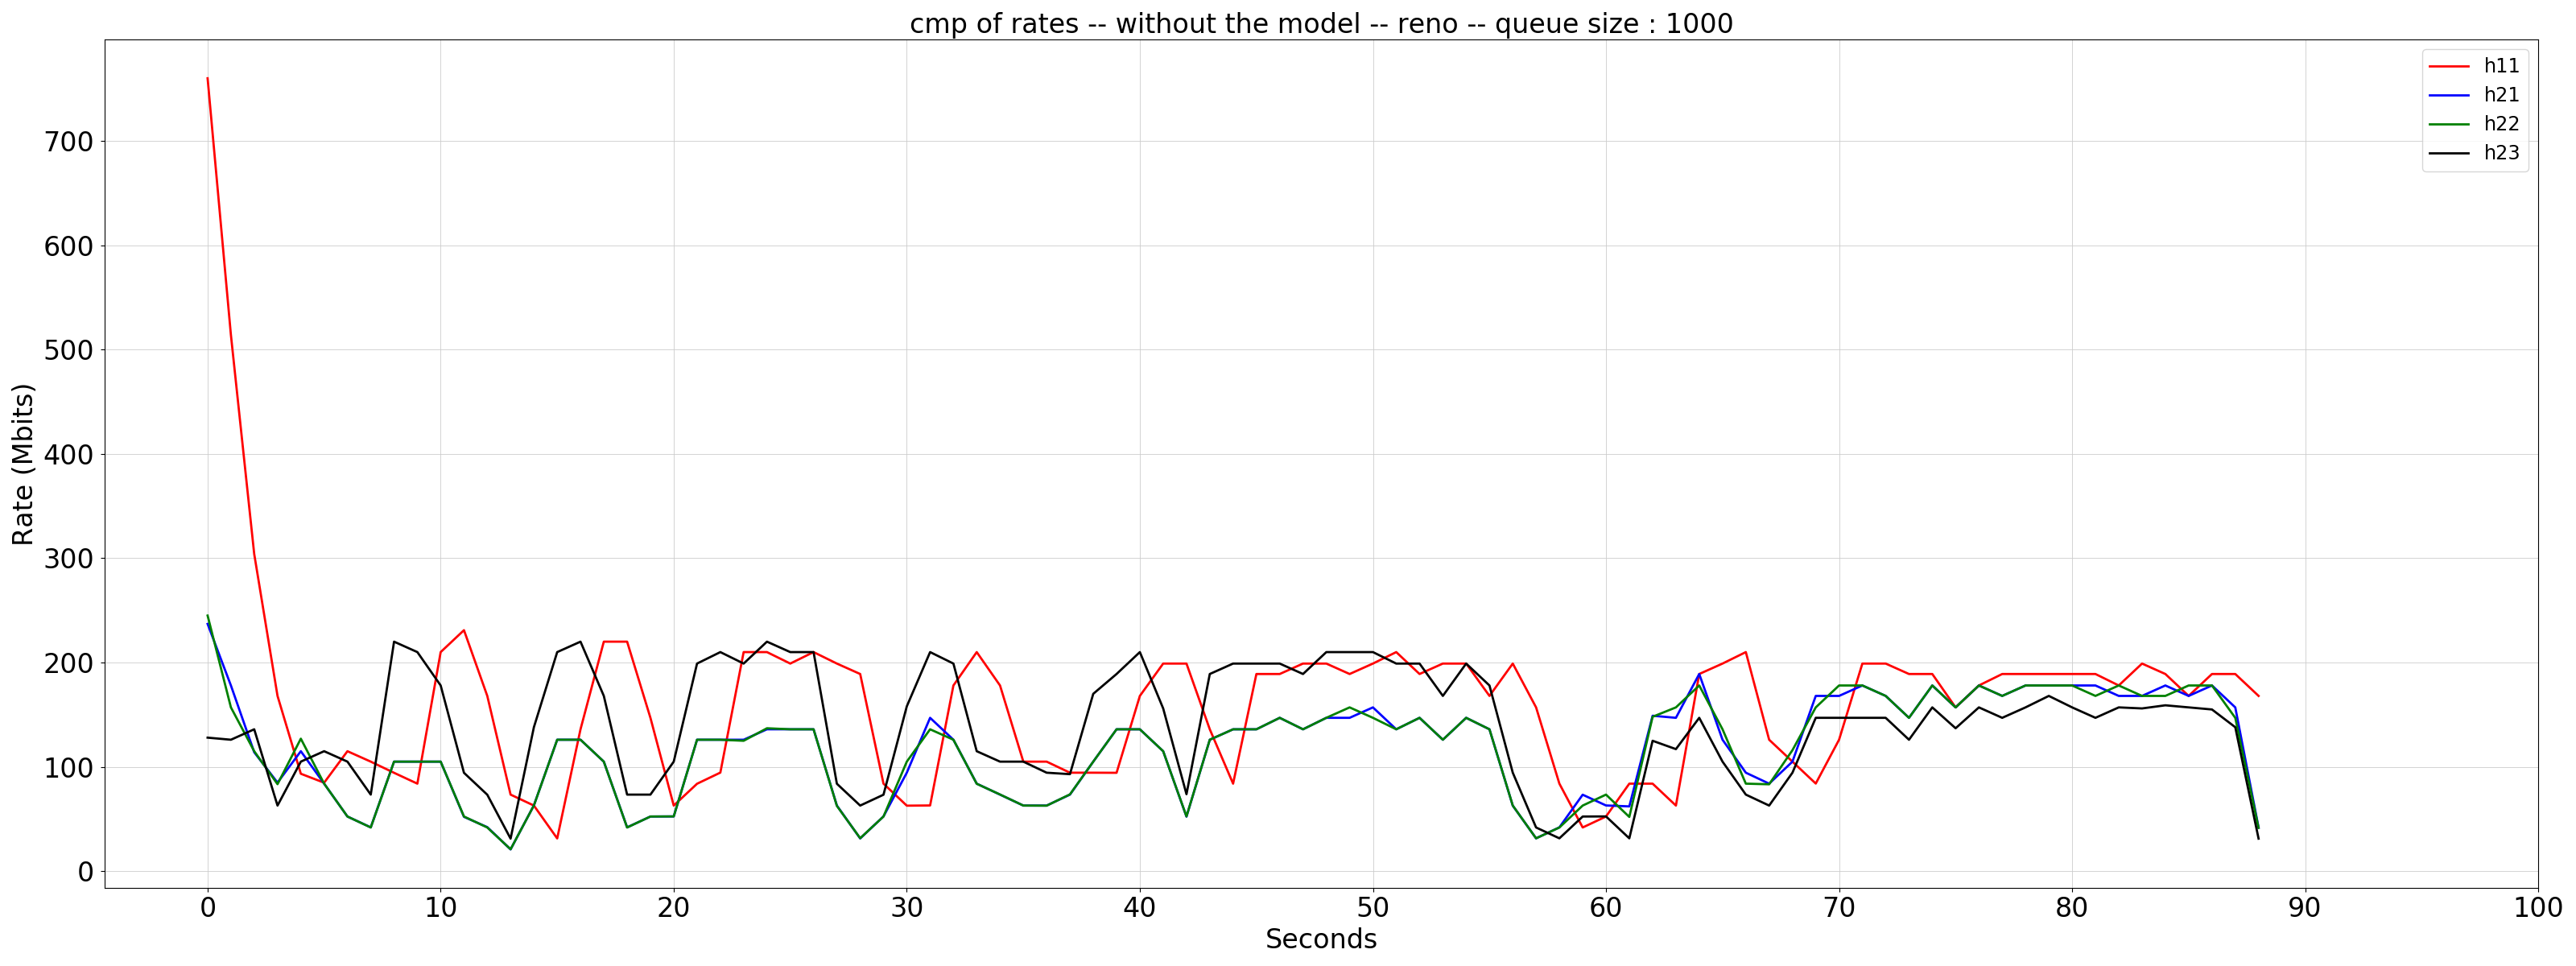 cmp of rates -- without the model -- reno -- queue size : 1000
h11
h21
h22
h23
Rate (Mbits)
700
600
500
400
300
200
100
0
0 10 20 30 40 50 60 70 80 90 100
Seconds